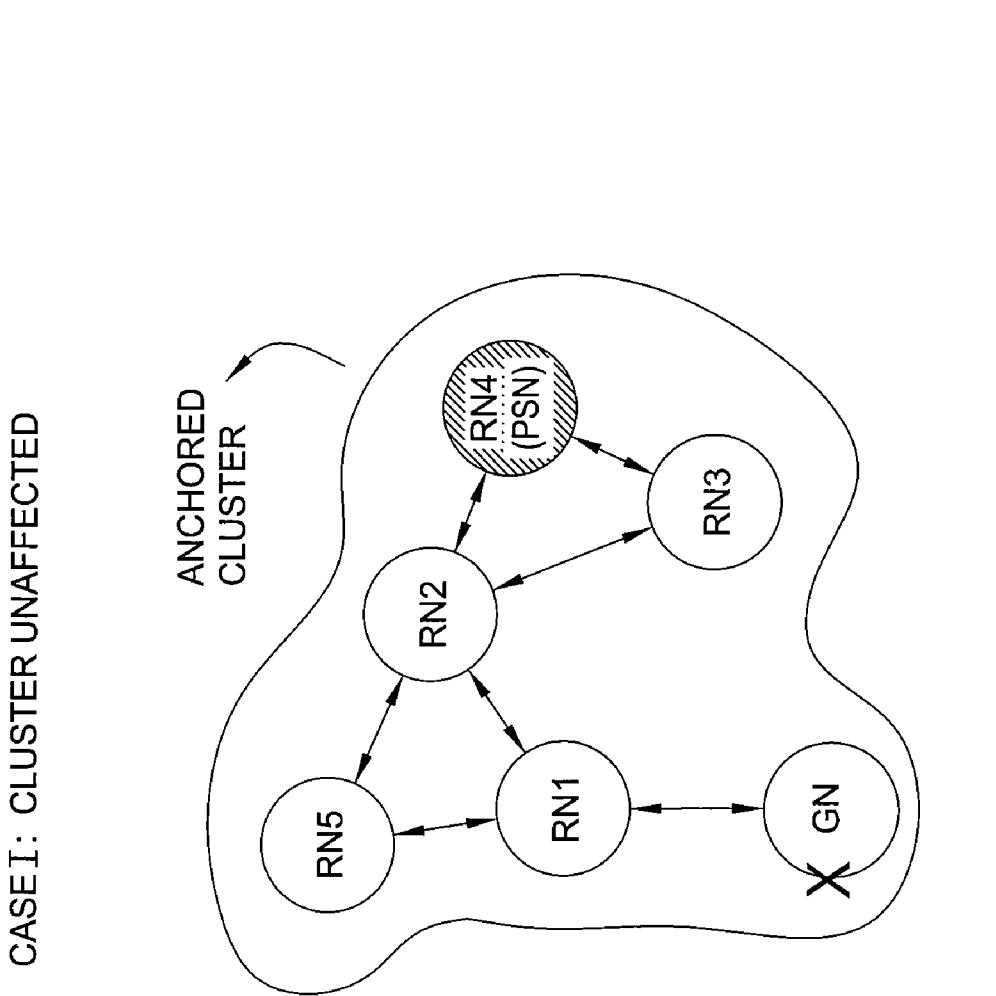 CASE I: CLUSTER UNAFFECTED
ANCHORED
CLUSTER
RN5
RN2
RN4
(PSN)
RN1
RN3
X
GN